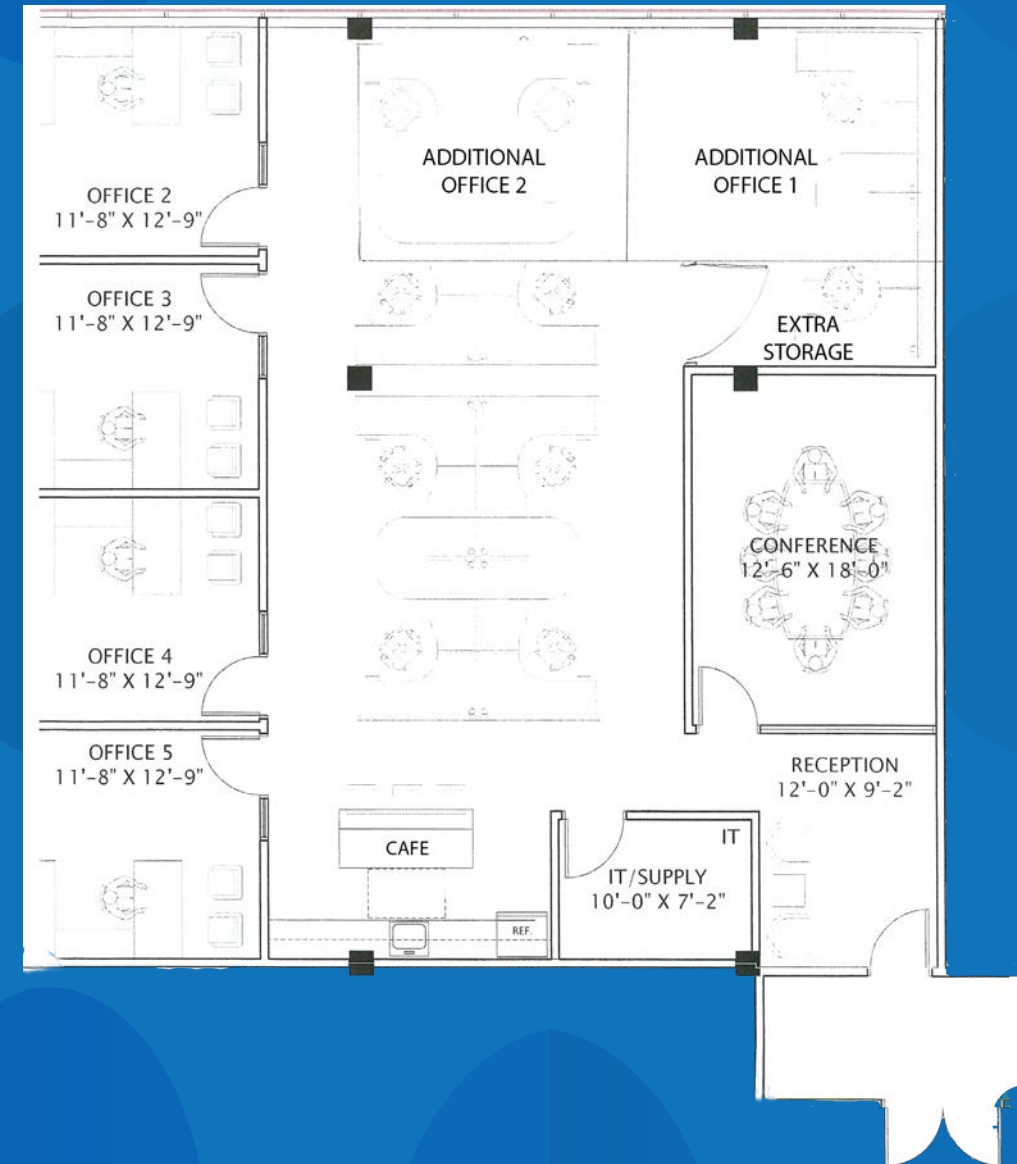 ADDITIONAL
OFFICE 2
ADDITIONAL
OFFICE 1
OFFICE 2
11'-8" X 12'-9"
OFFICE 3
11'-8" X 12'-9"
EXTRA
STORAGE
CONFERENCE
12'-6" X 18'-0"
OFFICE 4
11'-8" X 12'-9"
OFFICE 5
11'-8" X 12'-9"
RECEPTION
12'-0" X 9'-2"
CAFE
IT
IT/SUPPLY
10'-0" X 7'-2"
REF.